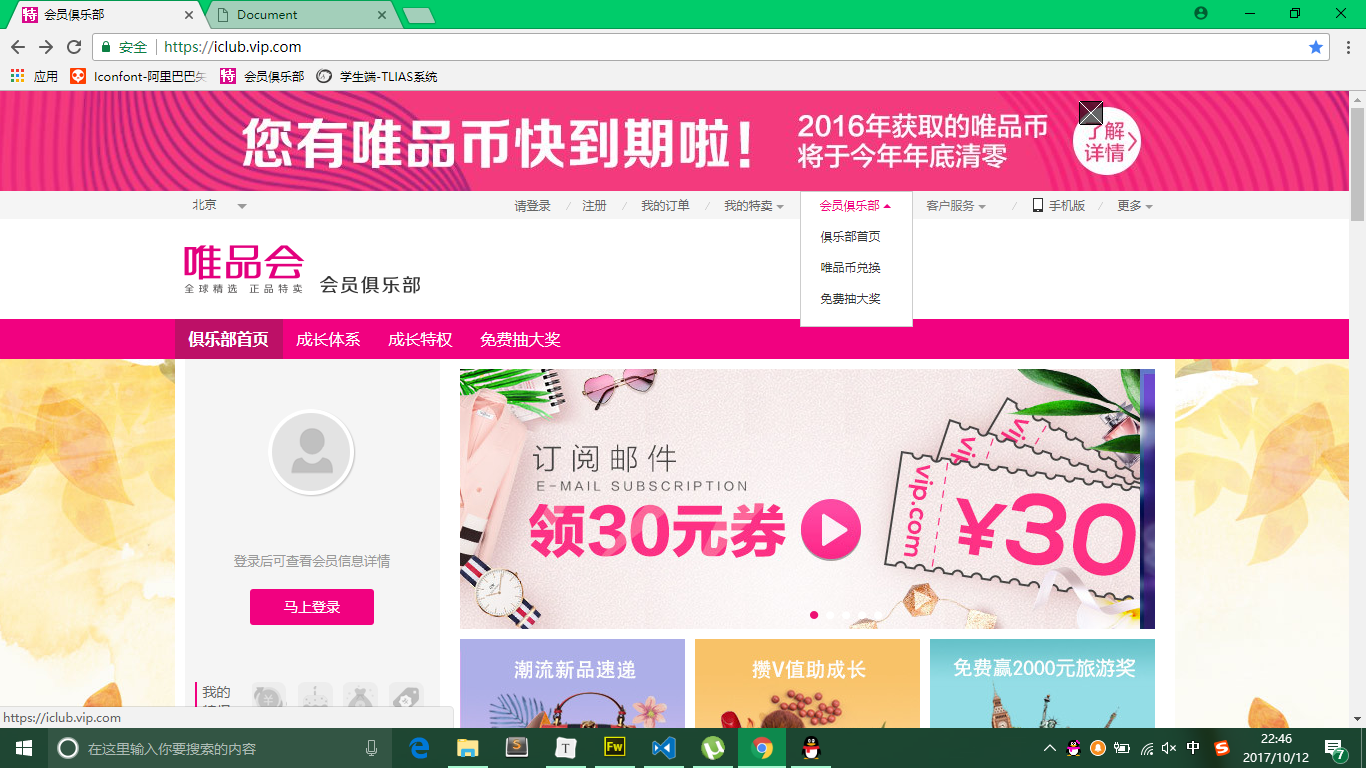 特 会员俱乐部
Document
安全 https://iclub.vip.com
应用 Iconfont-阿里巴巴矢 特 会员俱乐部 学生端-TLIAS系统
您有唯品币快到期啦！
2016年获取的唯品币
将于今年年底清零
了解
详情
北京
请登录 / 注册 / 我的订单 / 我的特卖 会员俱乐部 客户服务 / 手机版 / 更多
俱乐部首页
唯品币兑换
免费抽大奖
唯品会
全球精选 正品特卖
会员俱乐部
俱乐部首页 成长体系 成长特权 免费抽大奖
登录后可查看会员信息详情
马上登录
我的
订阅邮件
E-MAIL SUBSCRIPTION
领30元券
vip
vip
vip.com
¥30
潮流新品速递
攒V值助成长
免费赢2000元旅游奖
https://iclub.vip.com
在这里输入你要搜索的内容
S
T
Fw
中
S
22:46
2017/10/12
7